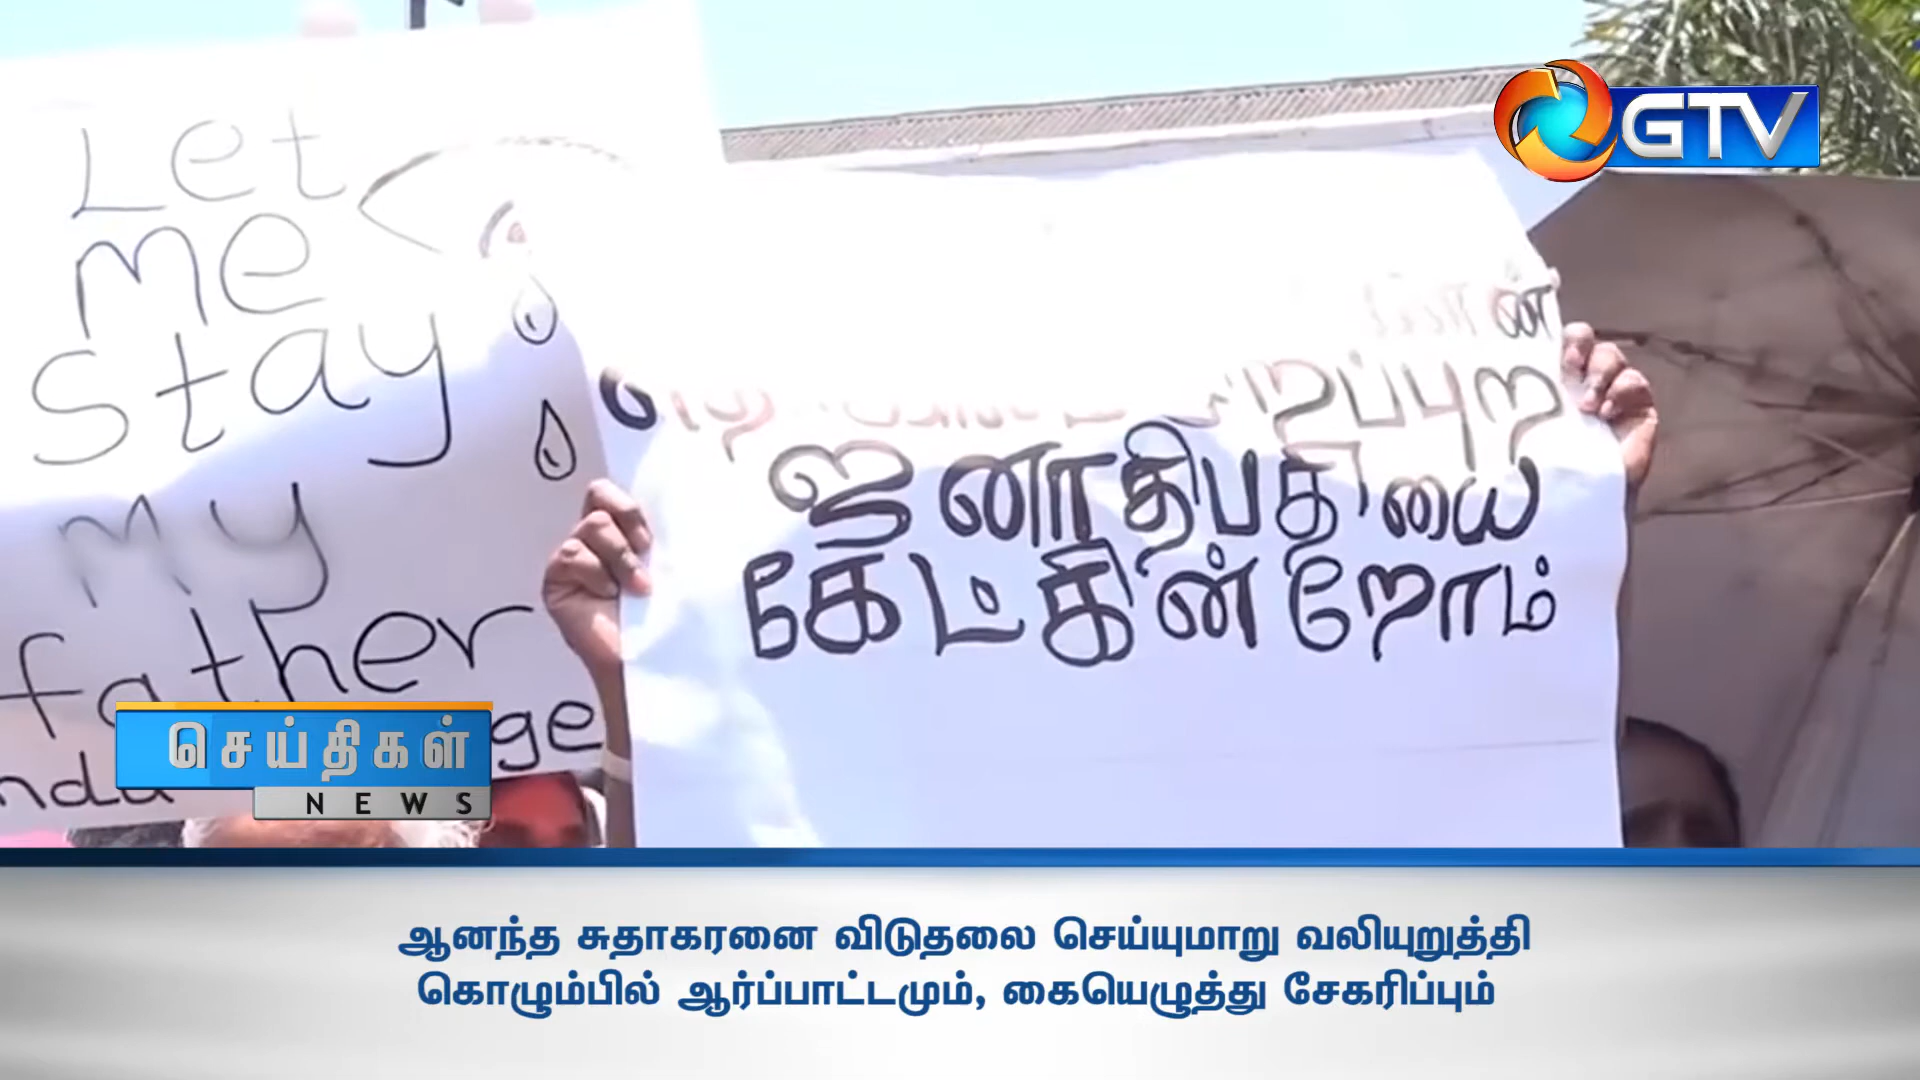 GTV
Let
me
stay
my
father
ஜனாதிபதியை
கேட்கின்றோம்
செய்திகள்
NEWS
ஆனந்த சுதாகரனை விடுதலை செய்யுமாறு வலியுறுத்தி
கொழும்பில் ஆர்ப்பாட்டமும், கையெழுத்து சேகரிப்பும்